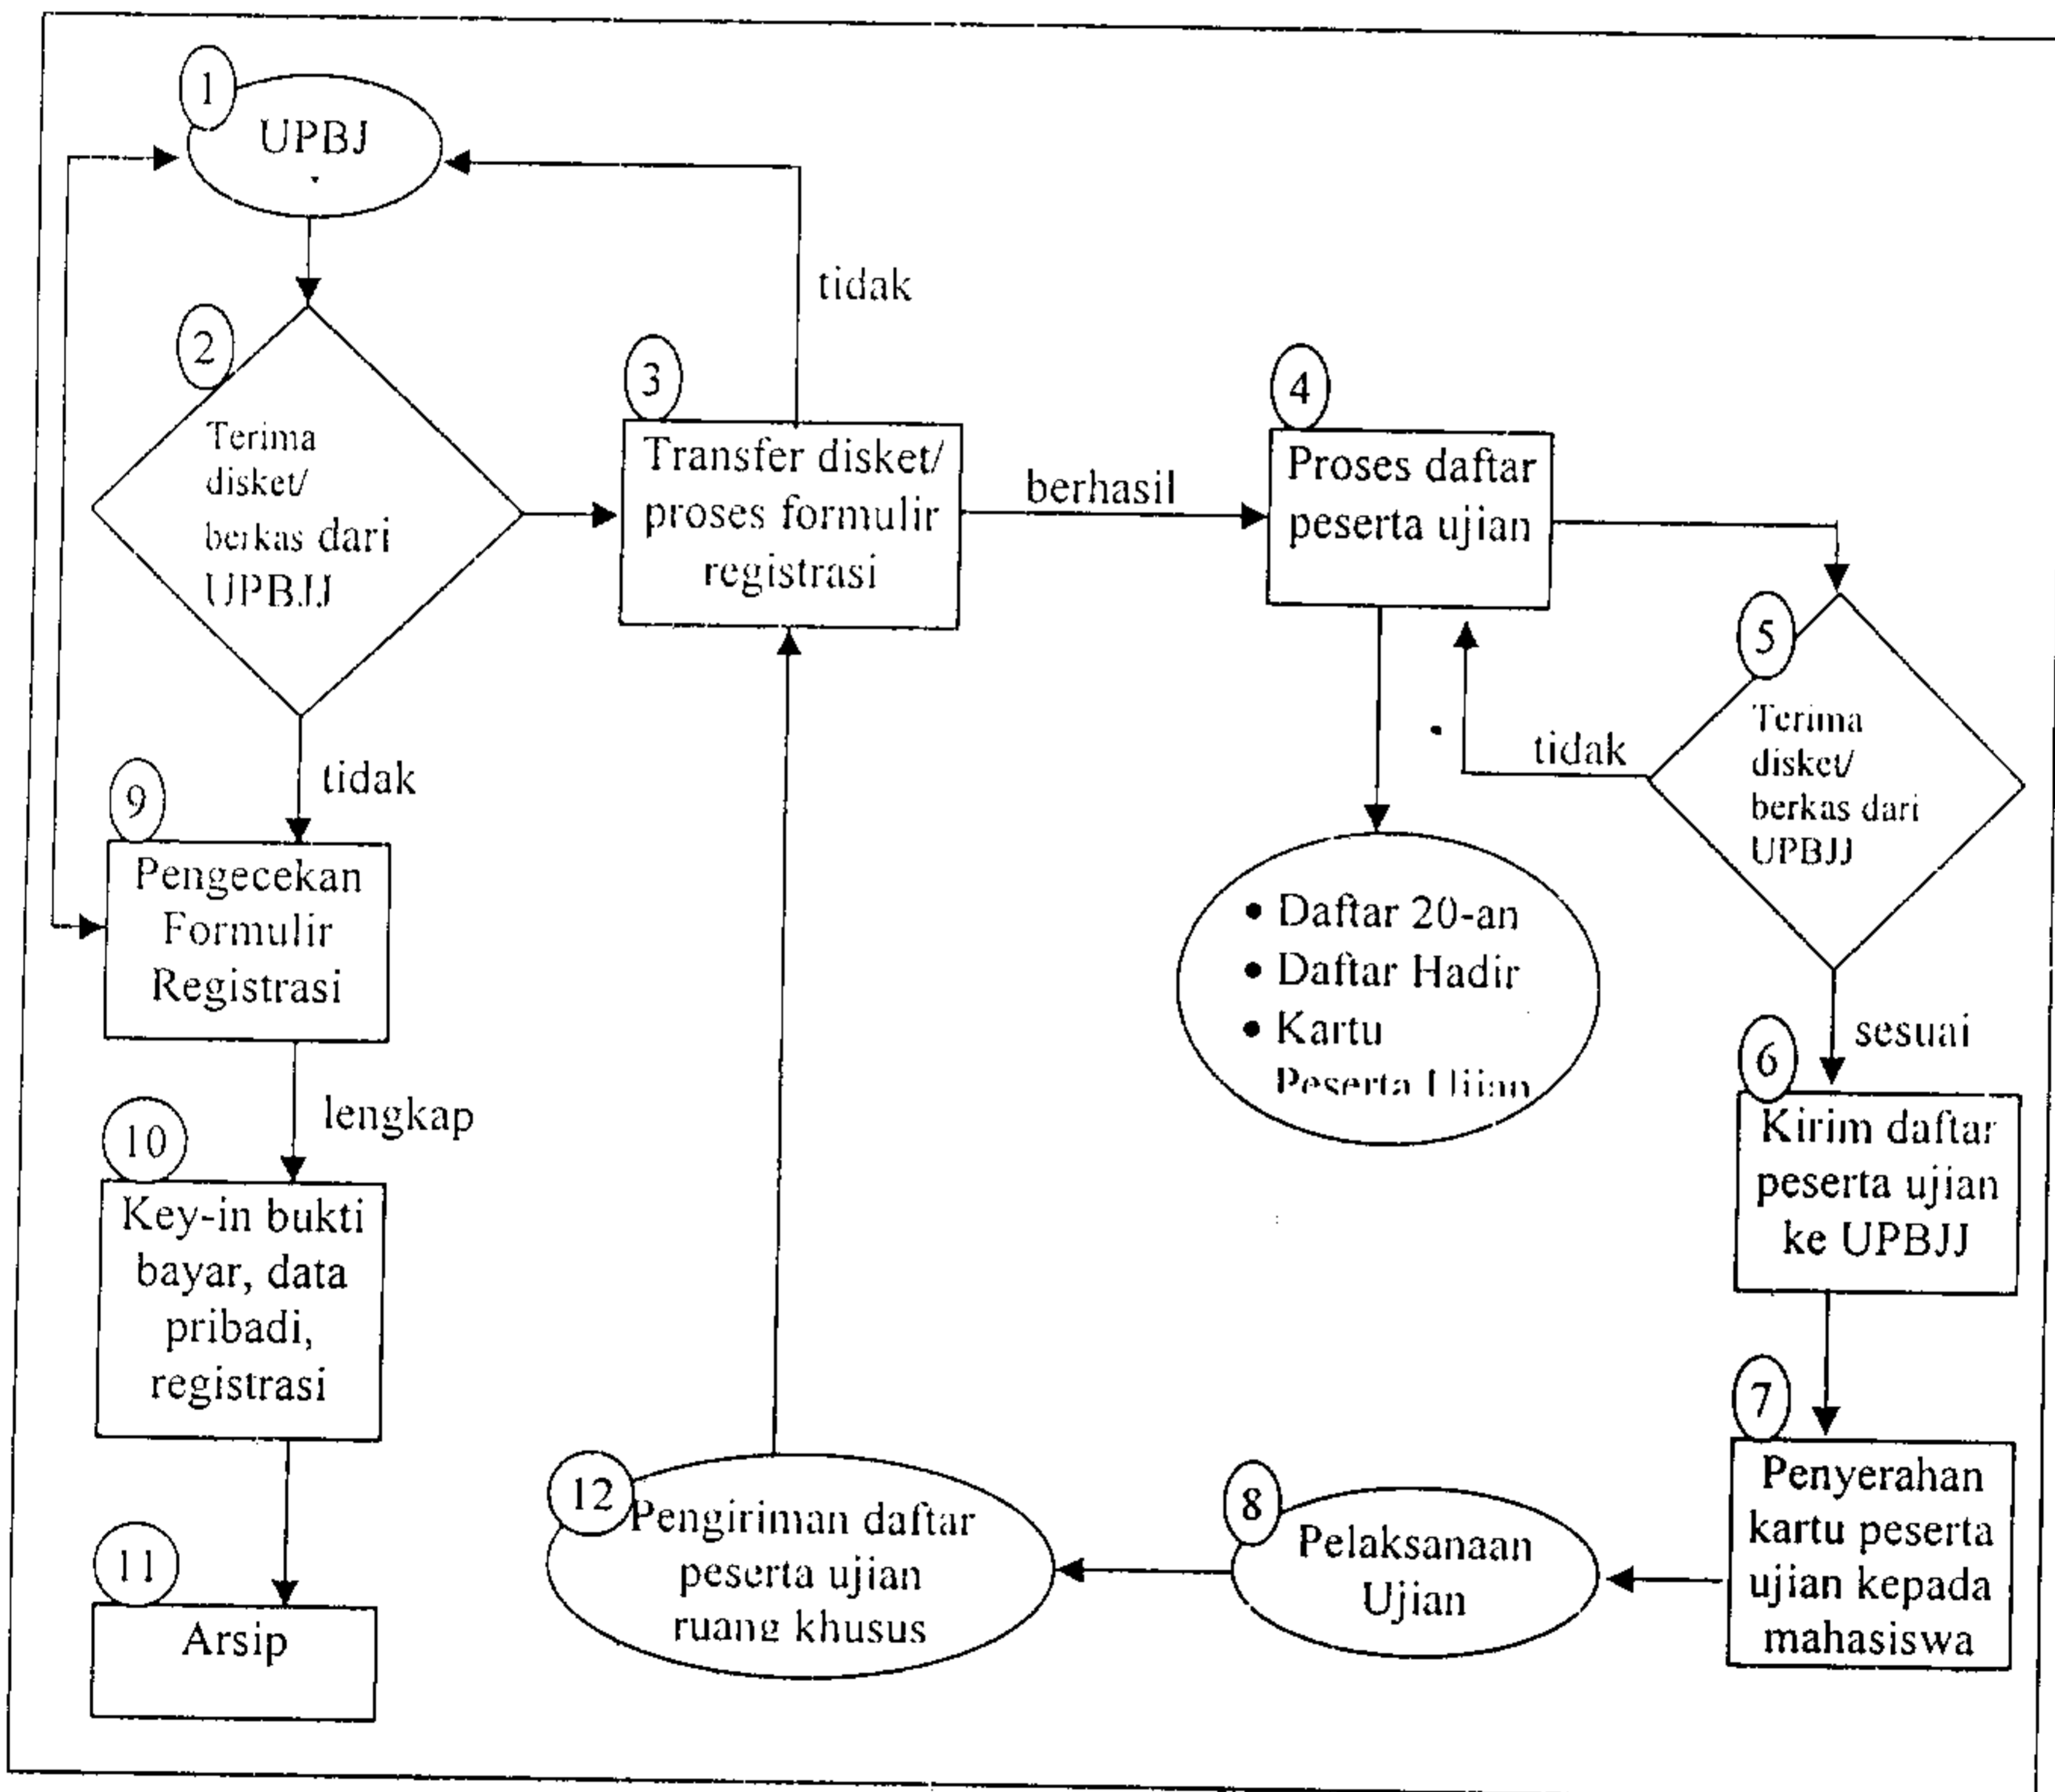 1
UPBJ
tidak
2
Terima
disket/
berkas dari
UPBJJ
3
Transfer disket/
proses formulir
registrasi
berhasil
4
Proses daftar
peserta ujian
5
Terima
disket/
berkas dari
UPBJJ
tidak
sesuai
• Daftar 20-an
• Daftar Hadir
• Kartu
Peserta Ujian
6
Kirim daftar
peserta ujian
ke UPBJJ
7
Penyerahan
kartu peserta
ujian kepada
mahasiswa
8
Pelaksanaan
Ujian
tidak
9
Pengecekan
Formulir
Registrasi
lengkap
10
Key-in bukti
bayar, data
pribadi,
registrasi
11
Arsip
12
Pengiriman daftar
peserta ujian
ruang khusus